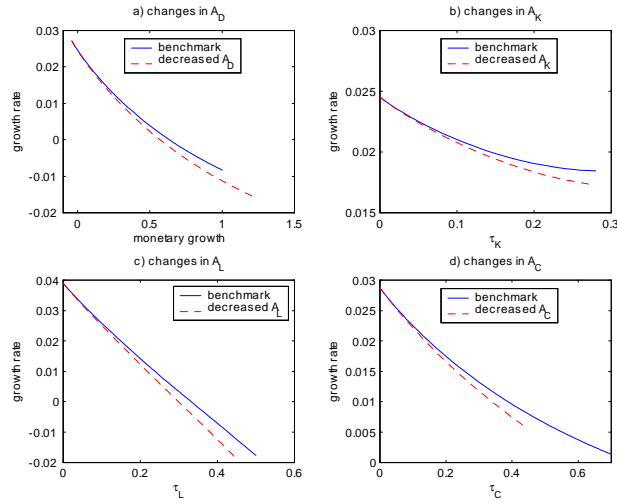 a) changes in A_D
0.03
0.02
0.01
0
-0.01
-0.02
growth rate
benchmark
decreased A_D
0
0.5
1
1.5
monetary growth
b) changes in A_K
0.03
0.025
0.02
0.015
growth rate
benchmark
decreased A_K
0
0.1
0.2
0.3
τ_K
c) changes in A_L
0.04
0.03
0.02
0.01
0
-0.01
-0.02
growth rate
benchmark
decreased A_L
0
0.2
0.4
0.6
τ_L
d) changes in A_C
0.03
0.025
0.02
0.015
0.01
0.005
0
growth rate
benchmark
decreased A_C
0
0.2
0.4
0.6
τ_C